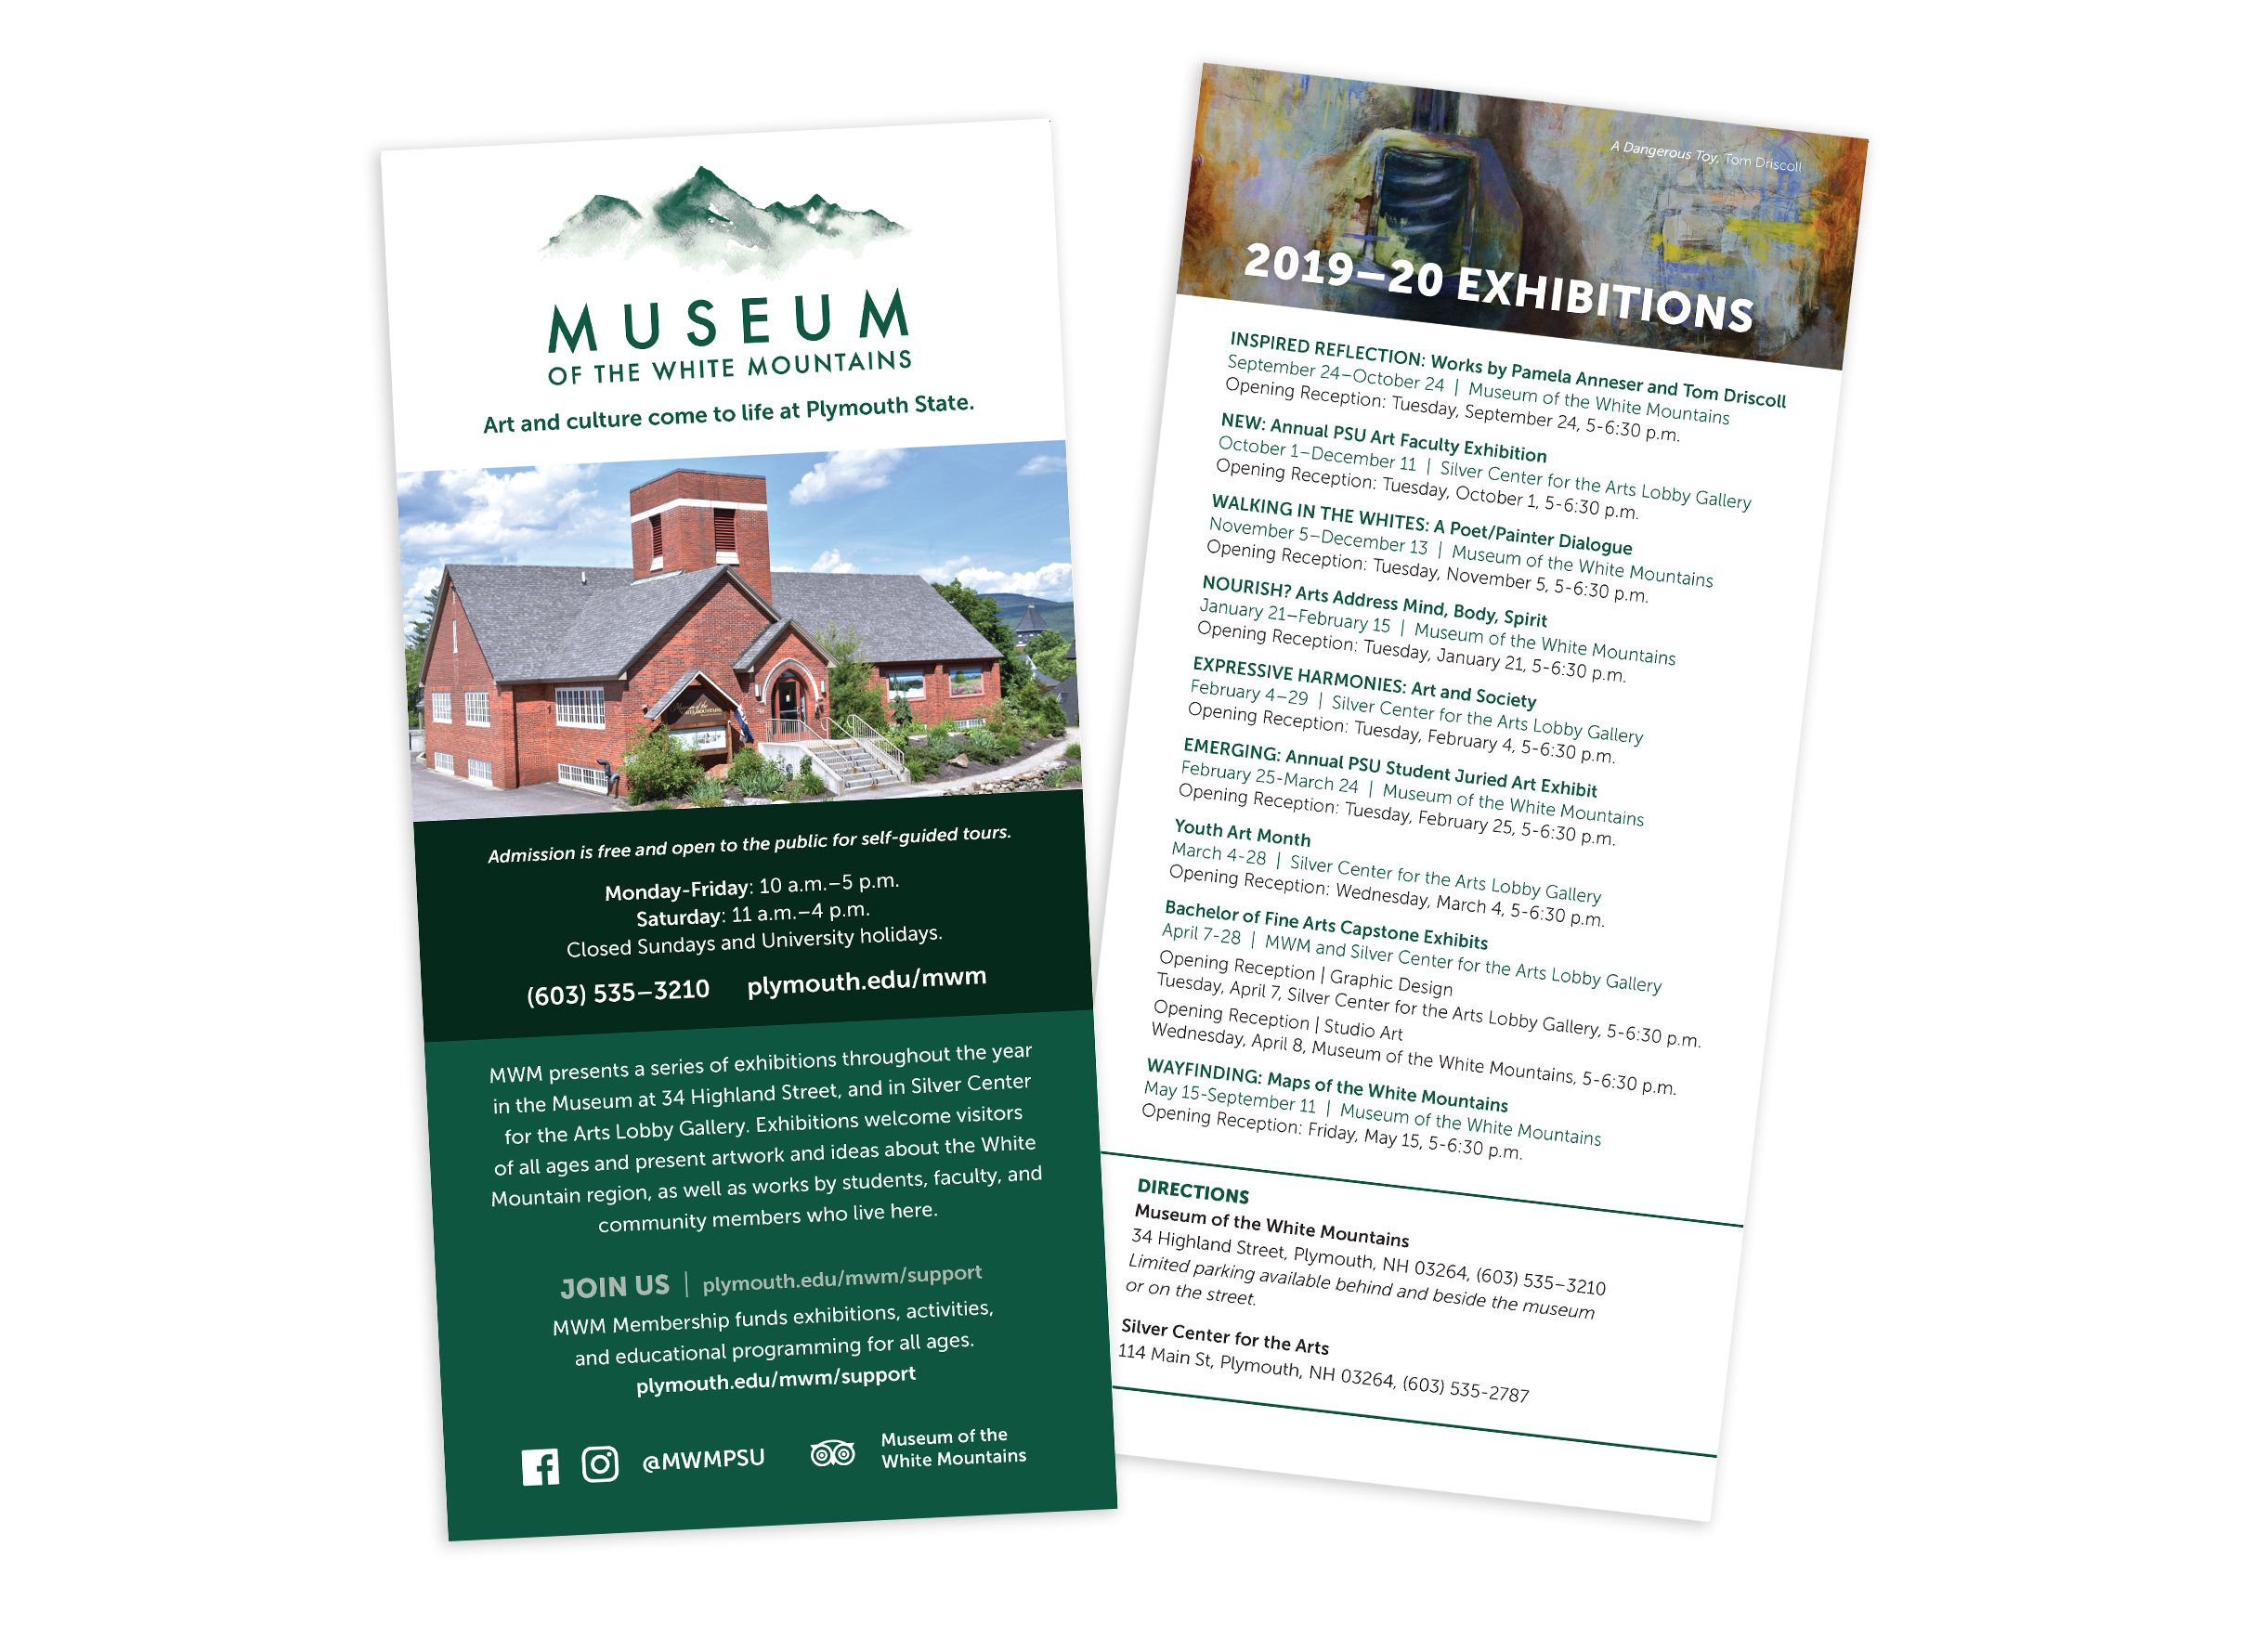 MUSEUM
OF THE WHITE MOUNTAINS
Art and culture come to life at Plymouth State.
Admission is free and open to the public for self-guided tours.
Monday-Friday: 10 a.m.–5 p.m.
Saturday: 11 a.m.–4 p.m.
Closed Sundays and University holidays.
(603) 535–3210 plymouth.edu/mwm
MWM presents a series of exhibitions throughout the year
in the Museum at 34 Highland Street, and in Silver Center
for the Arts Lobby Gallery. Exhibitions welcome visitors
of all ages and present artwork and ideas about the White
Mountain region, as well as works by students, faculty, and
community members who live here.
JOIN US | plymouth.edu/mwm/support
MWM Membership funds exhibitions, activities,
and educational programming for all ages.
plymouth.edu/mwm/support
@MWMPSU
Museum of the
White Mountains
A Dangerous Toy, Tom Driscoll
2019–20 EXHIBITIONS
INSPIRED REFLECTION: Works by Pamela Anneser and Tom Driscoll
September 24–October 24 | Museum of the White Mountains
Opening Reception: Tuesday, September 24, 5-6:30 p.m.
NEW: Annual PSU Art Faculty Exhibition
October 1–December 11 | Silver Center for the Arts Lobby Gallery
Opening Reception: Tuesday, October 1, 5-6:30 p.m.
WALKING IN THE WHITES: A Poet/Painter Dialogue
November 5–December 13 | Museum of the White Mountains
Opening Reception: Tuesday, November 5, 5-6:30 p.m.
NOURISH? Arts Address Mind, Body, Spirit
January 21–February 15 | Museum of the White Mountains
Opening Reception: Tuesday, January 21, 5-6:30 p.m.
EXPRESSIVE HARMONIES: Art and Society
February 4–29 | Silver Center for the Arts Lobby Gallery
Opening Reception: Tuesday, February 4, 5-6:30 p.m.
EMERGING: Annual PSU Student Juried Art Exhibit
February 25-March 24 | Museum of the White Mountains
Opening Reception: Tuesday, February 25, 5-6:30 p.m.
Youth Art Month
March 4-28 | Silver Center for the Arts Lobby Gallery
Opening Reception: Wednesday, March 4, 5-6:30 p.m.
Bachelor of Fine Arts Capstone Exhibits
April 7-28 | MWM and Silver Center for the Arts Lobby Gallery
Opening Reception | Graphic Design
Tuesday, April 7, Silver Center for the Arts Lobby Gallery, 5-6:30 p.m.
Opening Reception | Studio Art
Wednesday, April 8, Museum of the White Mountains, 5-6:30 p.m.
WAYFINDING: Maps of the White Mountains
May 15-September 11 | Museum of the White Mountains
Opening Reception: Friday, May 15, 5-6:30 p.m.
DIRECTIONS
Museum of the White Mountains
34 Highland Street, Plymouth, NH 03264, (603) 535–3210
Limited parking available behind and beside the museum
or on the street.
Silver Center for the Arts
114 Main St, Plymouth, NH 03264, (603) 535-2787